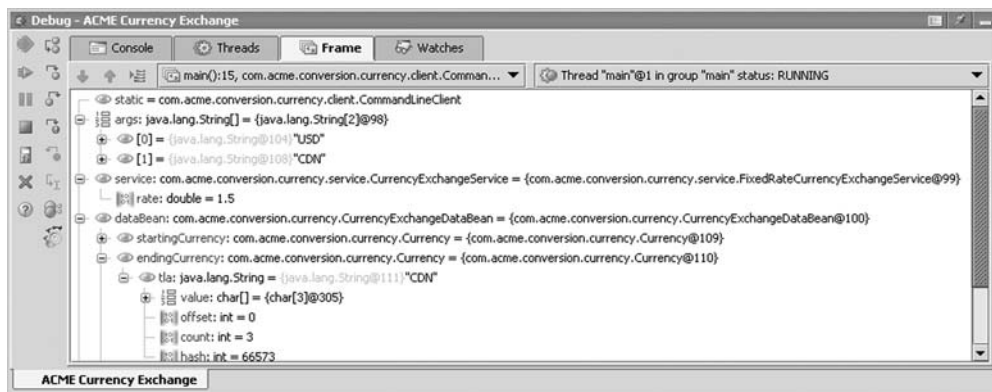 Debug - ACME Currency Exchange
Console Threads Frame Watches
main():15, com.acme.conversion.currency.client.Comman... Thread "main"@1 in group "main" status: RUNNING
static = com.acme.conversion.currency.client.CommandLineClient
args: java.lang.String[] = {java.lang.String[2]@98}
[0] = {java.lang.String@104}"USD"
[1] = {java.lang.String@108}"CDN"
service: com.acme.conversion.currency.service.CurrencyExchangeService = {com.acme.conversion.currency.service.FixedRateCurrencyExchangeService@99}
rate: double = 1.5
dataBean: com.acme.conversion.currency.CurrencyExchangeDataBean = {com.acme.conversion.currency.CurrencyExchangeDataBean@100}
startingCurrency: com.acme.conversion.currency.Currency = {com.acme.conversion.currency.Currency@109}
endingCurrency: com.acme.conversion.currency.Currency = {com.acme.conversion.currency.Currency@110}
tla: java.lang.String = {java.lang.String@111}"CDN"
value: char[] = {char[3]@305}
offset: int = 0
count: int = 3
hash: int = 66573
ACME Currency Exchange